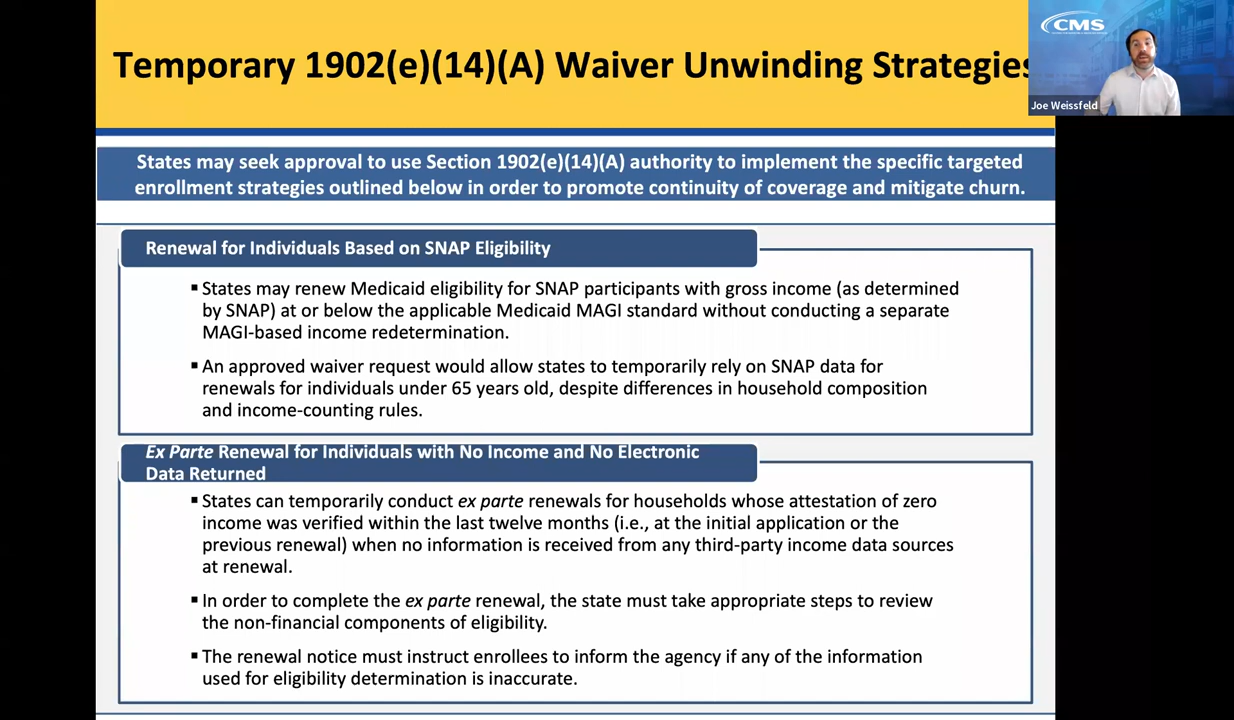 Temporary 1902(e)(14)(A) Waiver Unwinding Strategies
CMS
Joe Weissfeld
States may seek approval to use Section 1902(e)(14)(A) authority to implement the specific targeted
enrollment strategies outlined below in order to promote continuity of coverage and mitigate churn.
Renewal for Individuals Based on SNAP Eligibility
▪ States may renew Medicaid eligibility for SNAP participants with gross income (as determined
by SNAP) at or below the applicable Medicaid MAGI standard without conducting a separate
MAGI-based income redetermination.
▪ An approved waiver request would allow states to temporarily rely on SNAP data for
renewals for individuals under 65 years old, despite differences in household composition
and income-counting rules.
Ex Parte Renewal for Individuals with No Income and No Electronic
Data Returned
▪ States can temporarily conduct ex parte renewals for households whose attestation of zero
income was verified within the last twelve months (i.e., at the initial application or the
previous renewal) when no information is received from any third-party income data sources
at renewal.
▪ In order to complete the ex parte renewal, the state must take appropriate steps to review
the non-financial components of eligibility.
▪ The renewal notice must instruct enrollees to inform the agency if any of the information
used for eligibility determination is inaccurate.